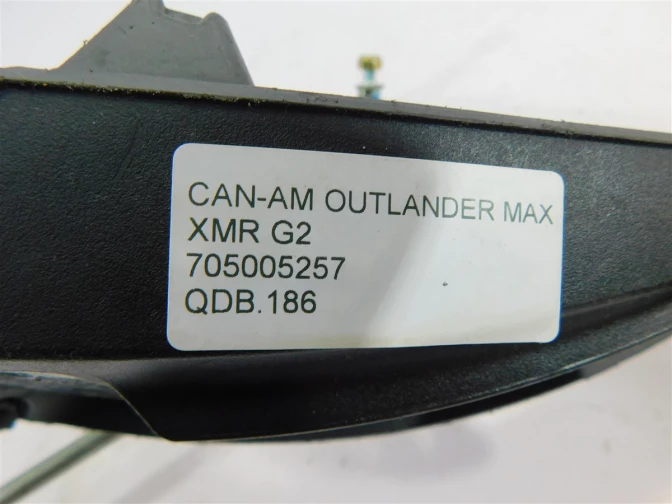 CAN-AM OUTLANDER MAX
XMR G2
705005257
QDB.186